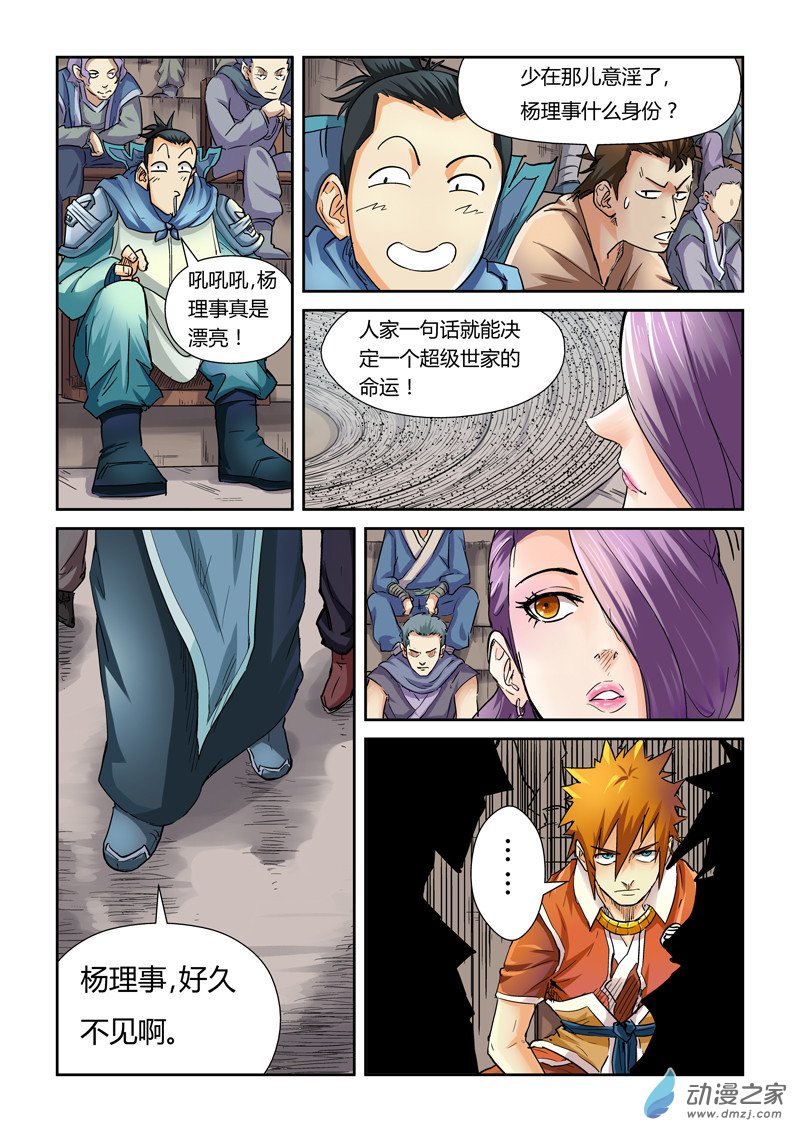 吼吼吼,杨
理事真是
漂亮！
少在那儿意淫了，
杨理事什么身份？
人家一句话就能决
定一个超级世家的
命运！
杨理事,好久
不见啊。
……
动漫之家
www.dmzj.com